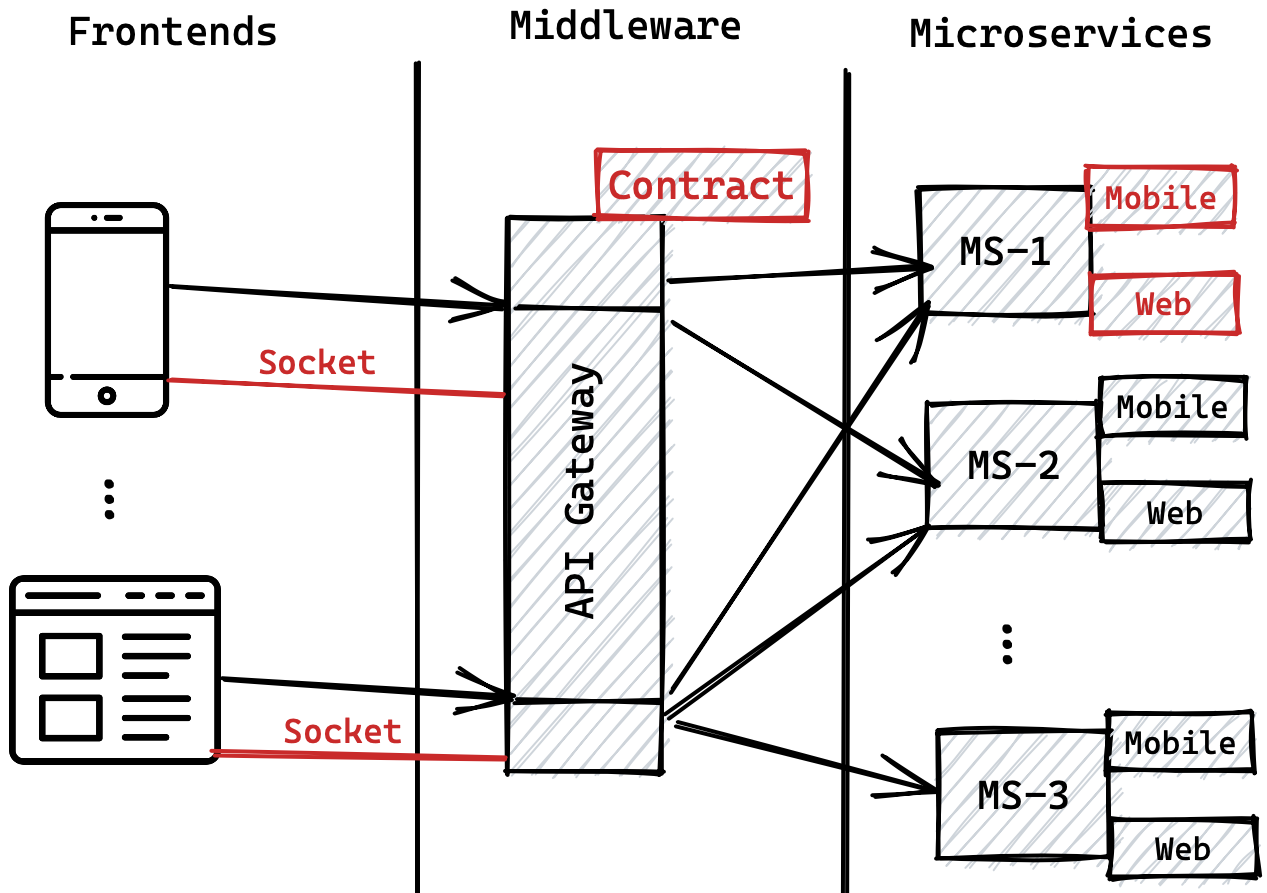 Frontends
Middleware
Microservices
Contract
Mobile
MS-1
Web
Socket
API Gateway
Mobile
MS-2
Web
Socket
Mobile
MS-3
Web